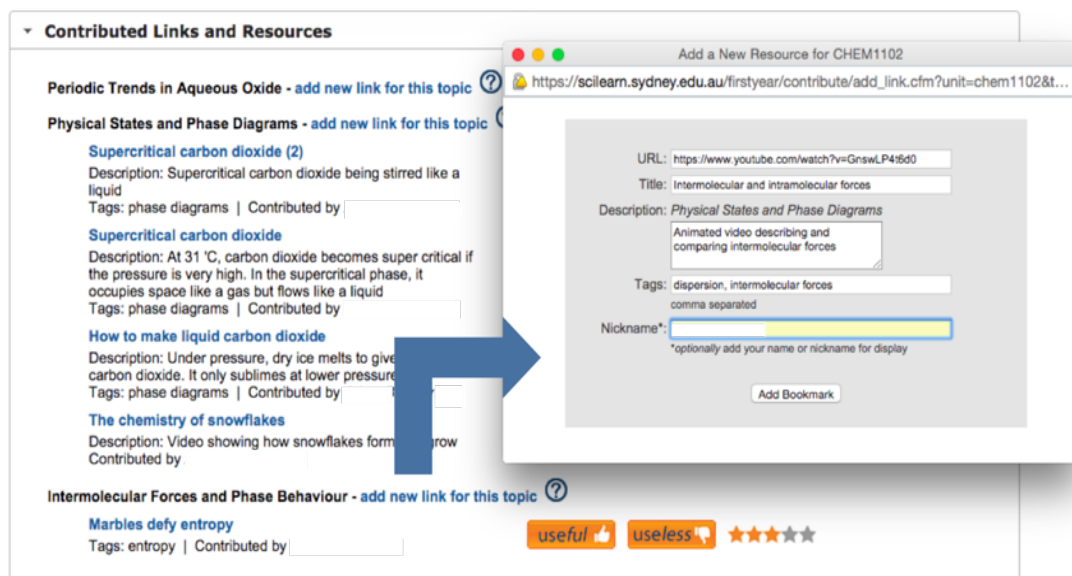 Contributed Links and Resources
Periodic Trends in Aqueous Oxide - add new link for this topic ?
Physical States and Phase Diagrams - add new link for this topic
Supercritical carbon dioxide (2)
Description: Supercritical carbon dioxide being stirred like a
liquid
Tags: phase diagrams | Contributed by
Supercritical carbon dioxide
Description: At 31 'C, carbon dioxide becomes super critical if
the pressure is very high. In the supercritical phase, it
occupies space like a gas but flows like a liquid
Tags: phase diagrams | Contributed by
How to make liquid carbon dioxide
Description: Under pressure, dry ice melts to give
carbon dioxide. It only sublimes at lower pressure
Tags: phase diagrams | Contributed by
The chemistry of snowflakes
Description: Video showing how snowflakes form grow
Contributed by
Intermolecular Forces and Phase Behaviour - add new link for this topic ?
Marbles defy entropy
Tags: entropy | Contributed by
useful useless
Add a New Resource for CHEM1102
https://scilearn.sydney.edu.au/firstyear/contribute/add_link.cfm?unit=chem1102&t...
URL: https://www.youtube.com/watch?v=GnswLP4t6d0
Title: Intermolecular and intramolecular forces
Description: Physical States and Phase Diagrams
Animated video describing and
comparing intermolecular forces
Tags: dispersion, intermolecular forces
comma separated
Nickname*:
*optionally add your name or nickname for display
Add Bookmark